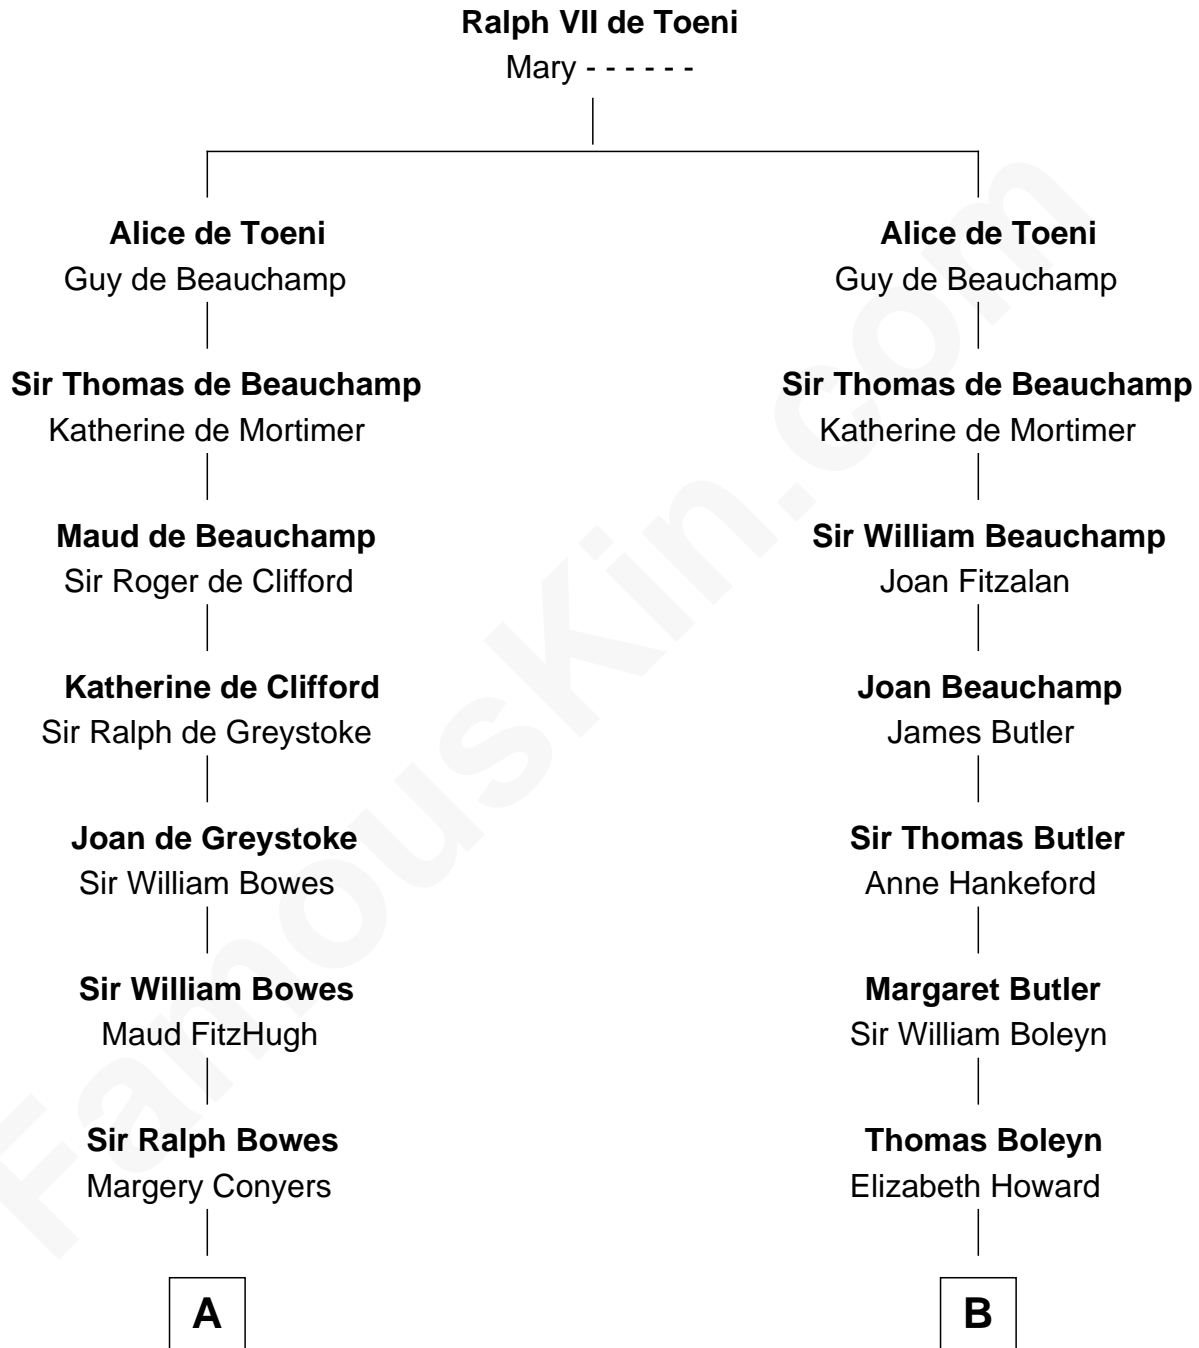 Ralph VII de Toeni
Mary - - - - - -
Alice de Toeni
Guy de Beauchamp
Sir Thomas de Beauchamp
Katherine de Mortimer
Maud de Beauchamp
Sir Roger de Clifford
Katherine de Clifford
Sir Ralph de Greystoke
Joan de Greystoke
Sir William Bowes
Sir William Bowes
Maud FitzHugh
Sir Ralph Bowes
Margery Conyers
A
Alice de Toeni
Guy de Beauchamp
Sir Thomas de Beauchamp
Katherine de Mortimer
Sir William Beauchamp
Joan Fitzalan
Joan Beauchamp
James Butler
Sir Thomas Butler
Anne Hankeford
Margaret Butler
Sir William Boleyn
Thomas Boleyn
Elizabeth Howard
B
FamousKin.com